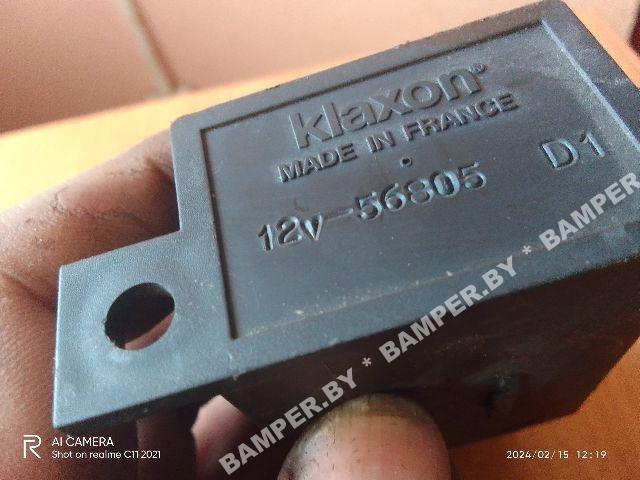 klaxon®
MADE IN FRANCE
12v-56805 D1
BAMPER.BY * BAMPER.BY * BAMPER
R AI CAMERA
Shot on realme C11 2021
2024/02/15 12:19